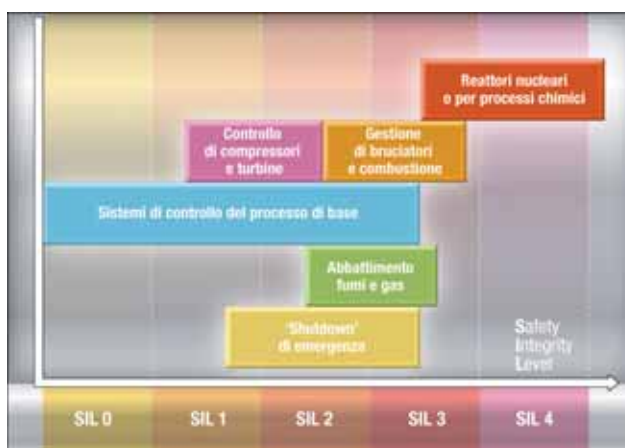 Reattori nucleari
o per processi chimici
Controllo
di compressori
e turbine
Gestione
di bruciatori
e combustione
Sistemi di controllo del processo di base
Abbattimento
fumi e gas
'Shutdown'
di emergenza
Safety
Integrity
Level
SIL 0
SIL 1
SIL 2
SIL 3
SIL 4